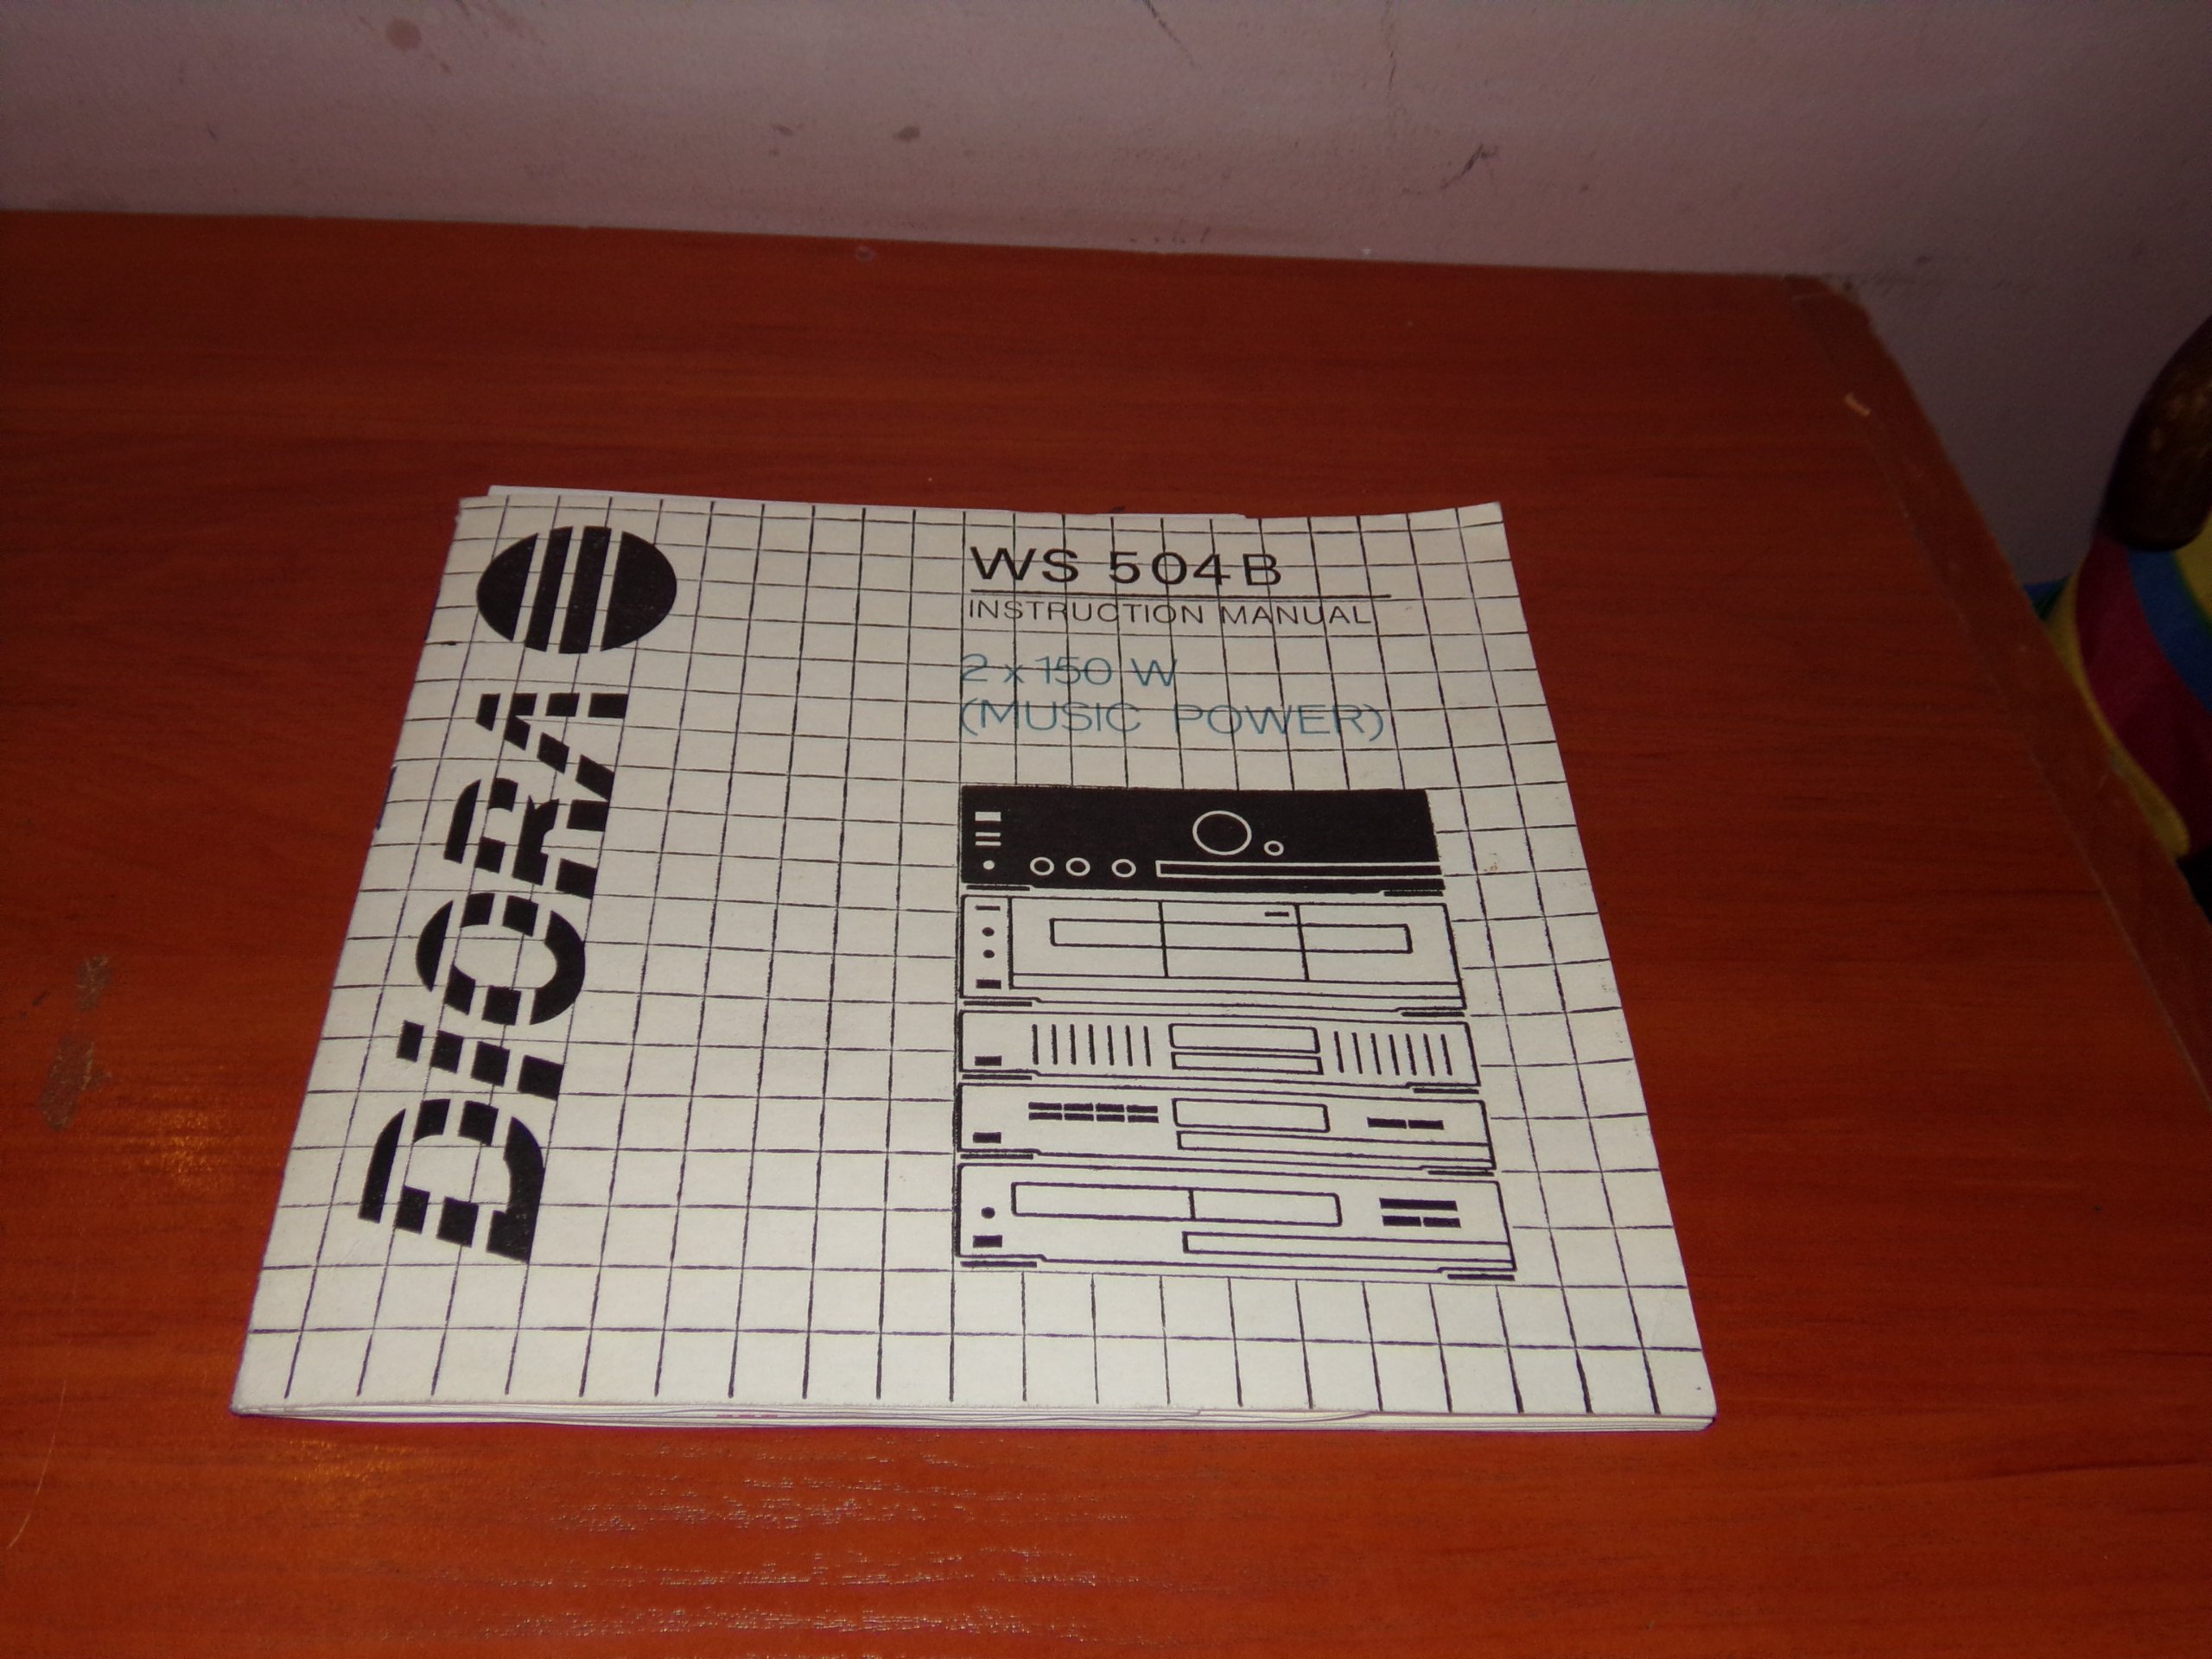 DiORA
WS 504B
INSTRUCTION MANUAL
2 x 150 W
(MUSIC POWER)